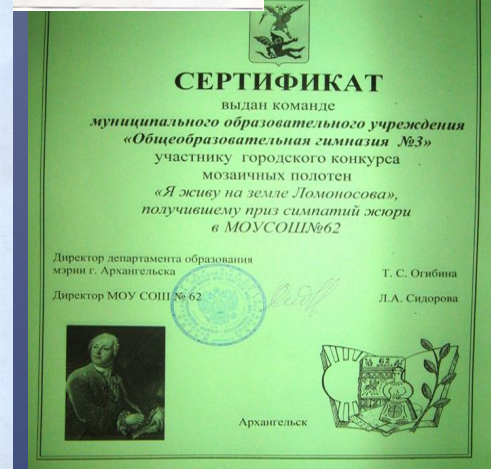 СЕРТИФИКАТ
выдан команде
муниципального образовательного учреждения
«Общеобразовательная гимназия №3»
участнику городского конкурса
мозаичных полотен
«Я живу на земле Ломоносова»,
получившему приз симпатий жюри
в МОУСОШ№62
Директор департамента образования
мэрии г. Архангельска
Т. С. Огибина
Директор МОУ СОШ № 62
Л.А. Сидорова
Архангельск